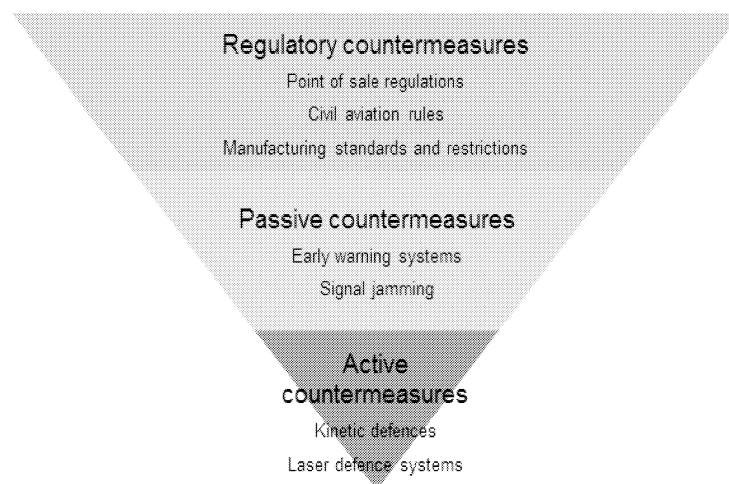 Regulatory countermeasures
Point of sale regulations
Civil aviation rules
Manufacturing standards and restrictions
Passive countermeasures
Early warning systems
Signal jamming
Active
countermeasures
Kinetic defences
Laser defence systems